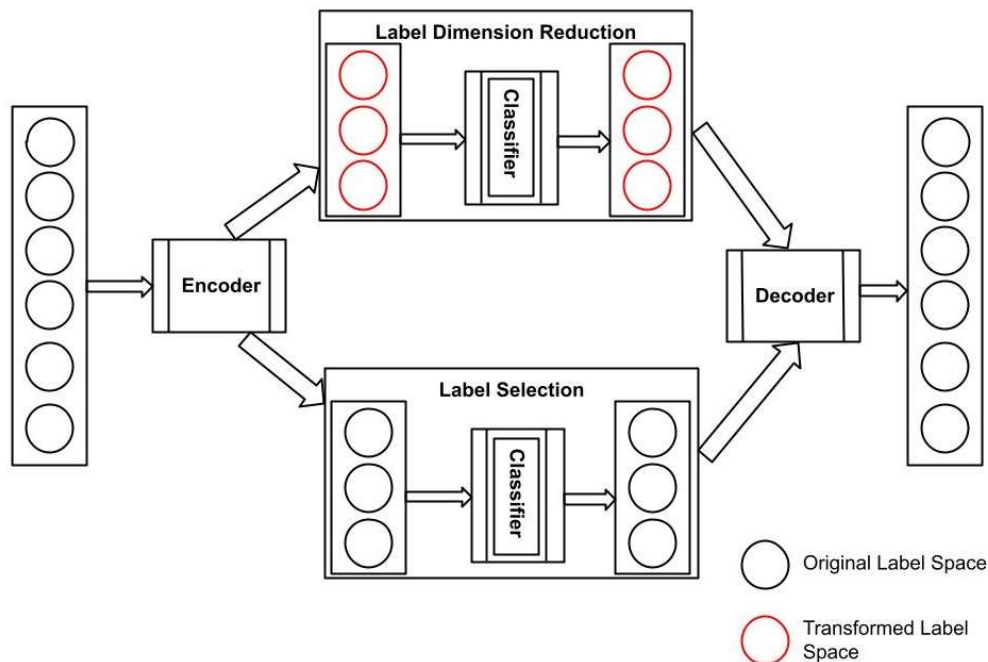 Label Dimension Reduction
Classifier
Encoder
Decoder
Label Selection
Classifier
Original Label Space
Transformed Label
Space